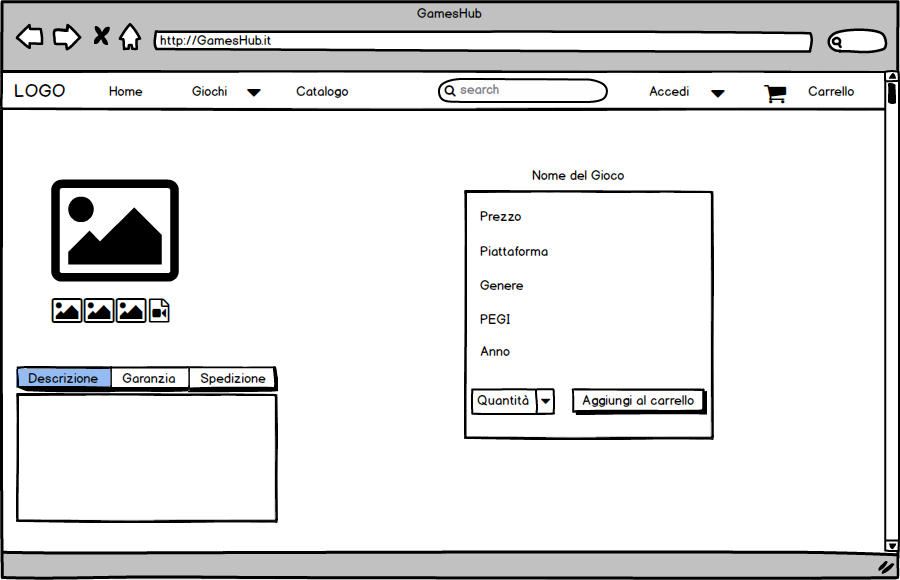 GamesHub
http://GamesHub.it
LOGO Home Giochi Catalogo search Accedi Carrello
Nome del Gioco
Prezzo
Piattaforma
Genere
PEGI
Anno
Quantità Aggiungi al carrello
Descrizione Garanzia Spedizione